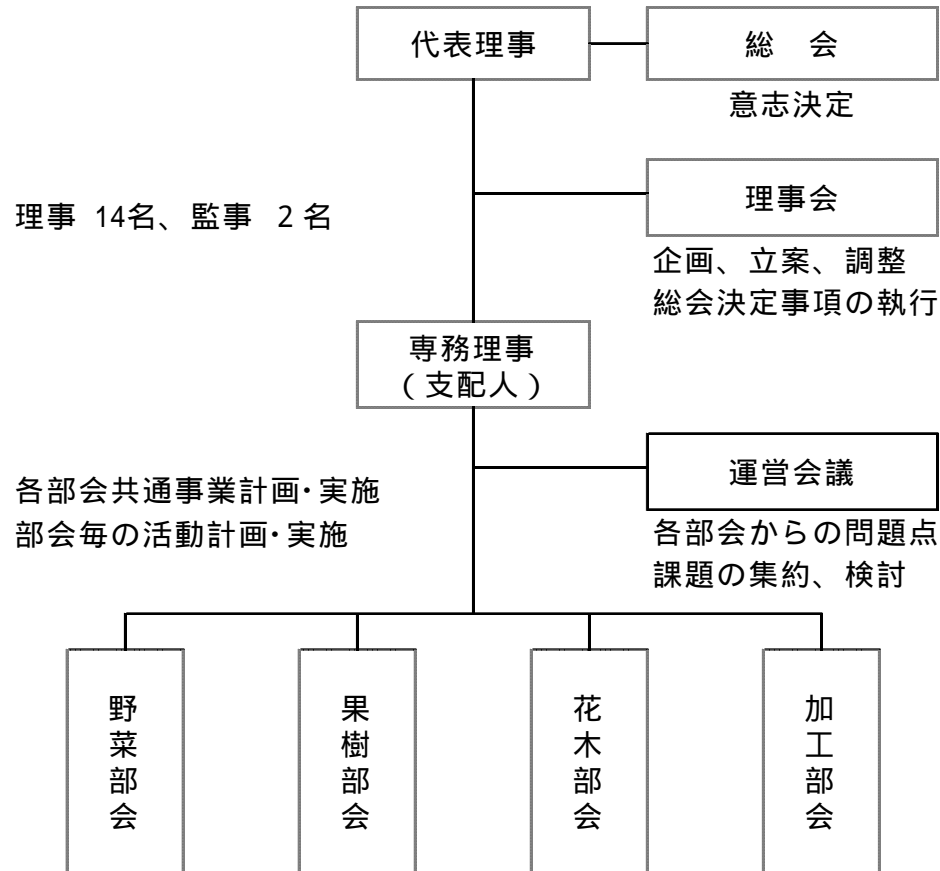 代表理事
総　会
意志決定
理事会
理事 14名、監事 2名
企画、立案、調整
総会決定事項の執行
専務理事
(支配人)
運営会議
各部会共通事業計画・実施
部会毎の活動計画・実施
各部会からの問題点
課題の集約、検討
野菜部会
果樹部会
花木部会
加工部会